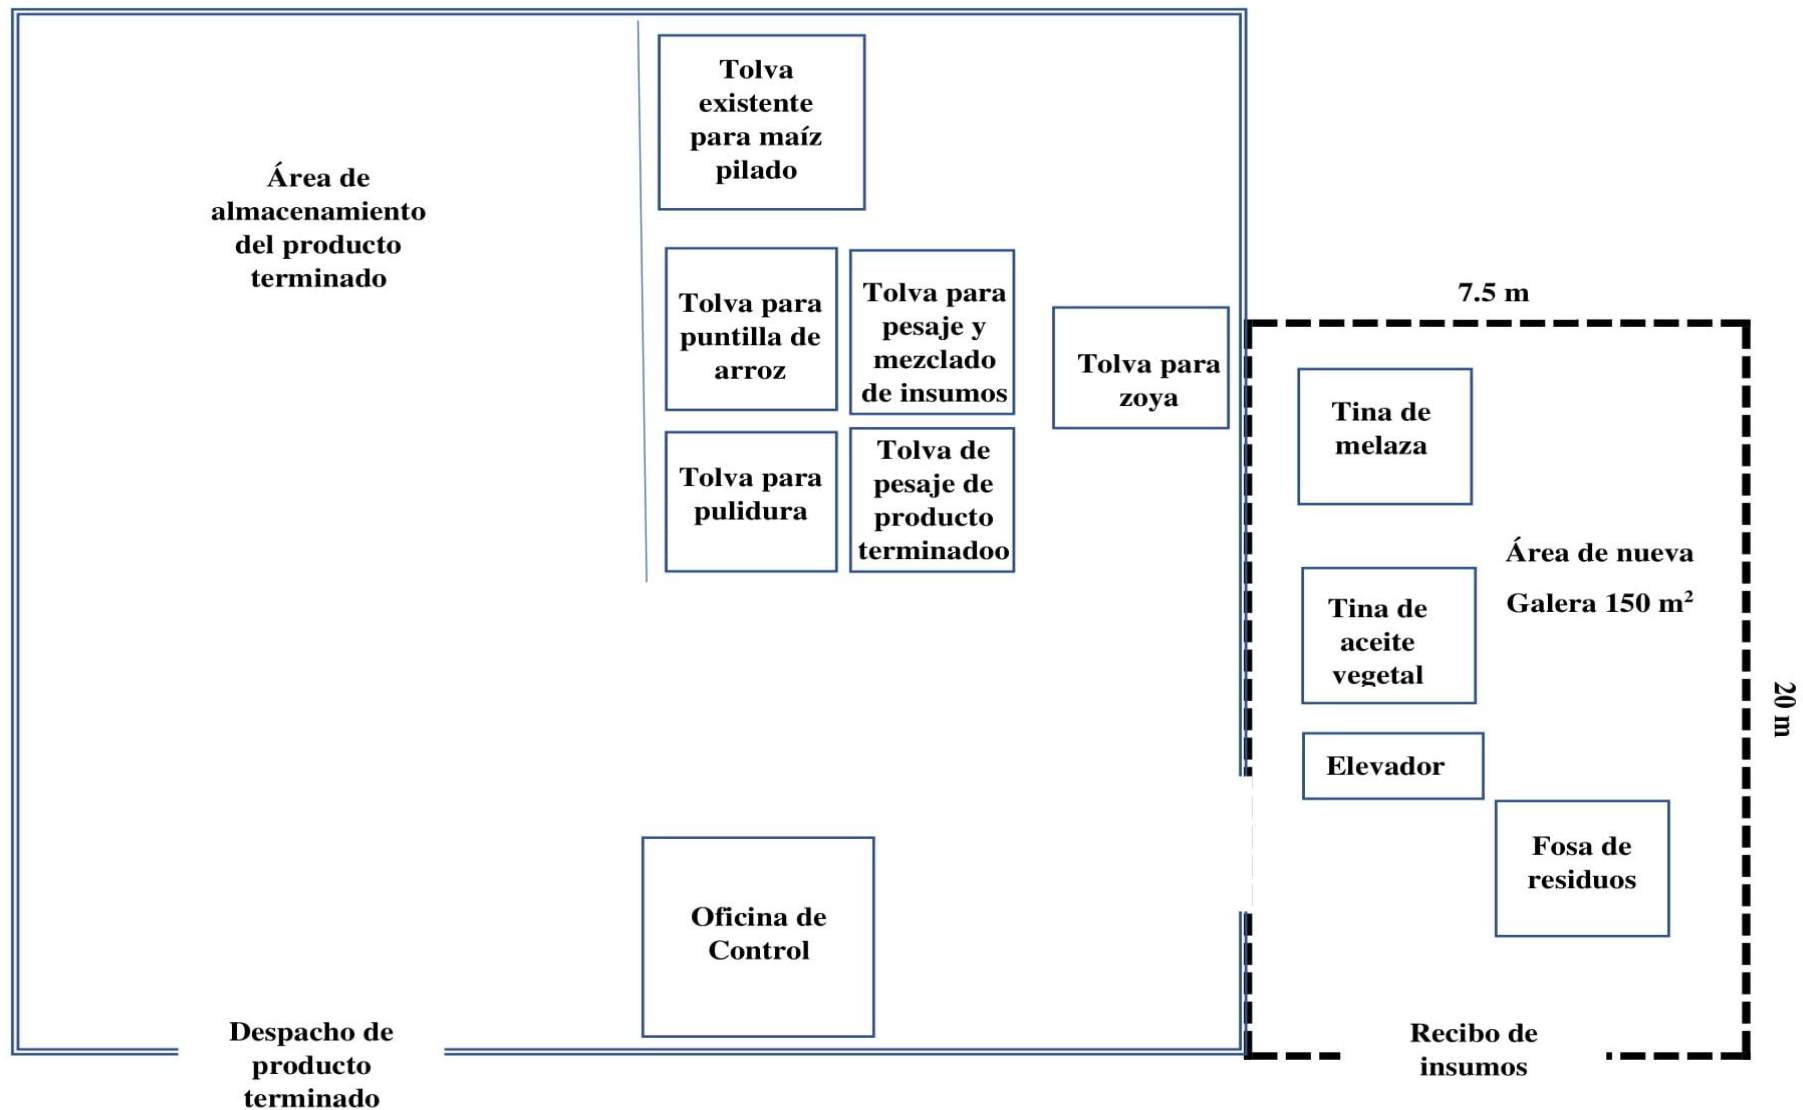 Tolva
existente
para maíz
pilado
Área de
almacenamiento
del producto
terminado
Tolva para
puntilla de
arroz
Tolva para
pesaje y
mezclado
de insumos
Tolva para
zoya
Tolva para
pulidura
Tolva de
pesaje de
producto
terminadoo
7.5 m
Tina de
melaza
Área de nueva
Galera 150 m²
Tina de
aceite
vegetal
20 m
Elevador
Fosa de
residuos
Oficina de
Control
Despacho de
producto
terminado
Recibo de
insumos